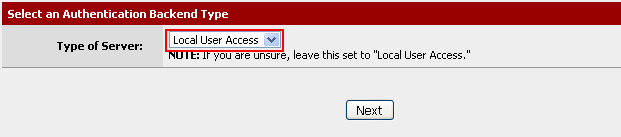 Select an Authentication Backend Type
Type of Server: Local User Access
NOTE: If you are unsure, leave this set to "Local User Access."
Next